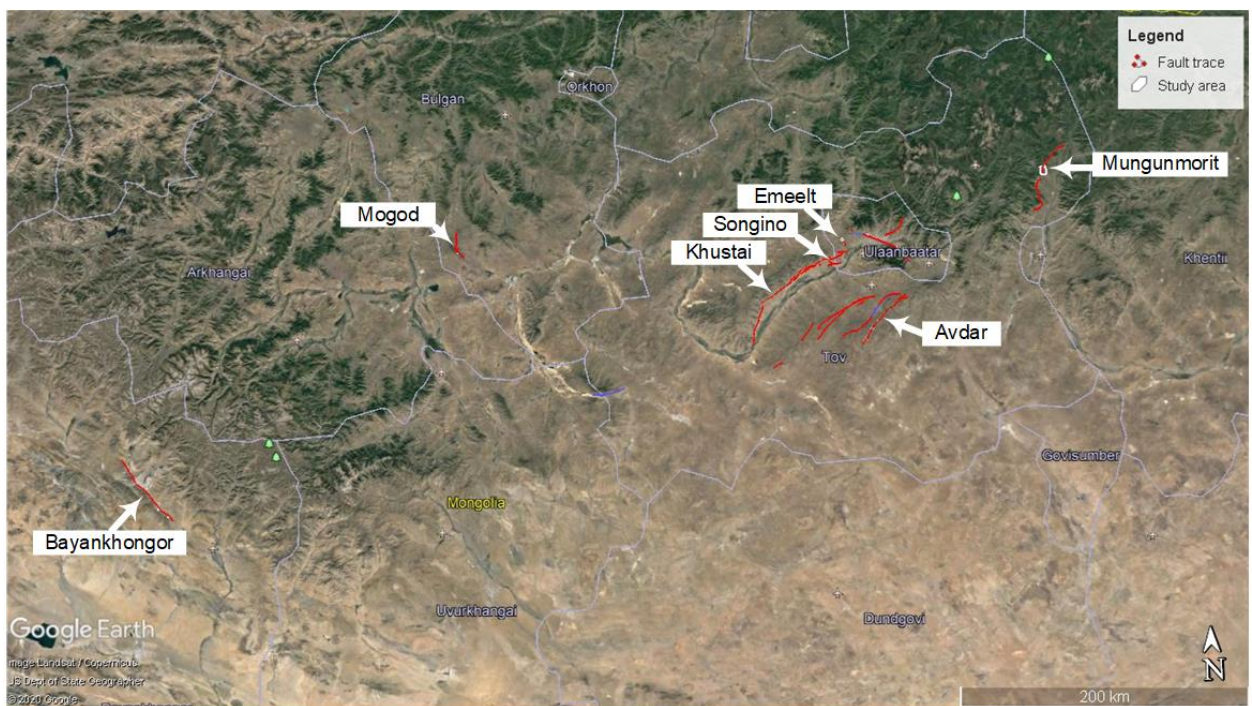 Legend
Fault trace
Study area
Orkhon
Bulgan
Mungunmorit
Emeelt
Mogod
Songino
Khustai
Ulaanbaatar
Khentii
Arkhangai
Avdar
Tov
Govisumber
Mongolia
Bayankhongor
Uvurkhangai
Dundgovi
Google Earth
mage Landsat / Copernicus
US Dept of State Geographer
©2020 Google
N
200 km